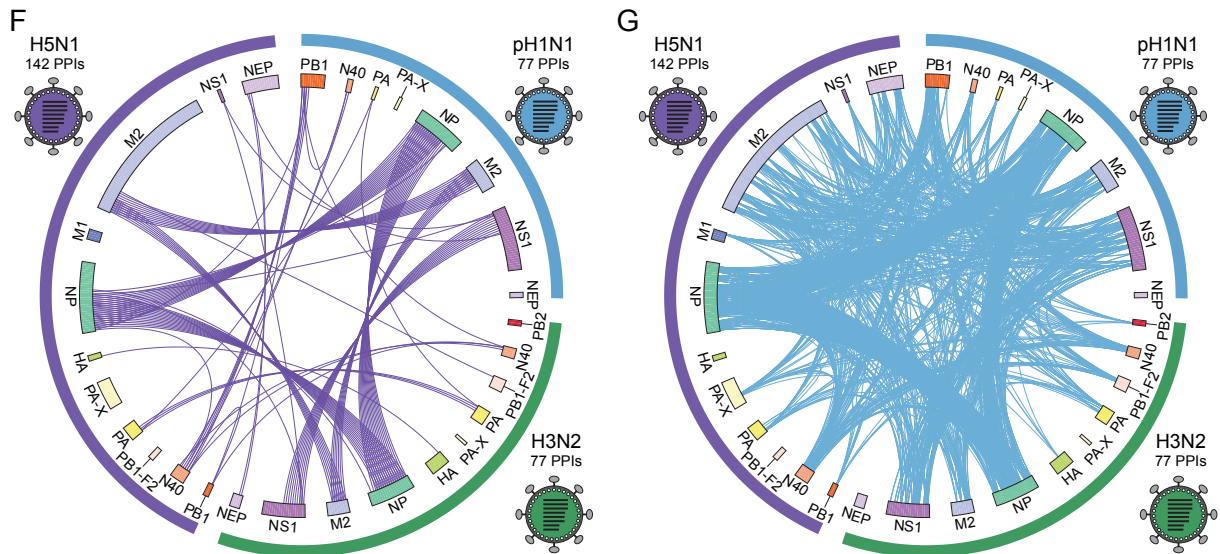 F
H5N1
142 PPIs
pH1N1
77 PPIs
H3N2
77 PPIs
NS1
NEP
PB1
N40
PA
PA-X
NP
M2
NS1
NEP
PB2
N40
PB1-F2
PA
PA-X
HA
NP
M2
NS1
NEP
PB1
N40
PB1-F2
PA
PA-X
HA
NP
M1
M2
G
H5N1
142 PPIs
pH1N1
77 PPIs
H3N2
77 PPIs
NS1
NEP
PB1
N40
PA
PA-X
NP
M2
NS1
NEP
PB2
N40
PB1-F2
PA
PA-X
HA
NP
M2
NS1
NEP
PB1
N40
PB1-F2
PA
PA-X
HA
NP
M1
M2